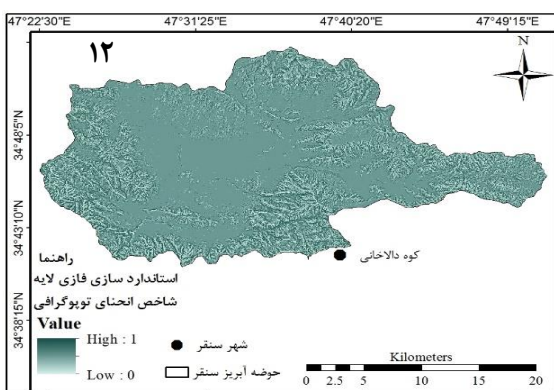 47°22'30"E 47°31'25"E 47°40'20"E 47°49'15"E
34°48'5"N
34°43'10"N
34°38'15"N
۱۲
N
کوه دالاخانی
راهنما
استاندارد سازی فازی لایه
شاخص انحنای توپوگرافی
Value
High : 1
Low : 0
شهر سنقر
حوضه آبریز سنقر
Kilometers
0 2.5 5 10 15 20